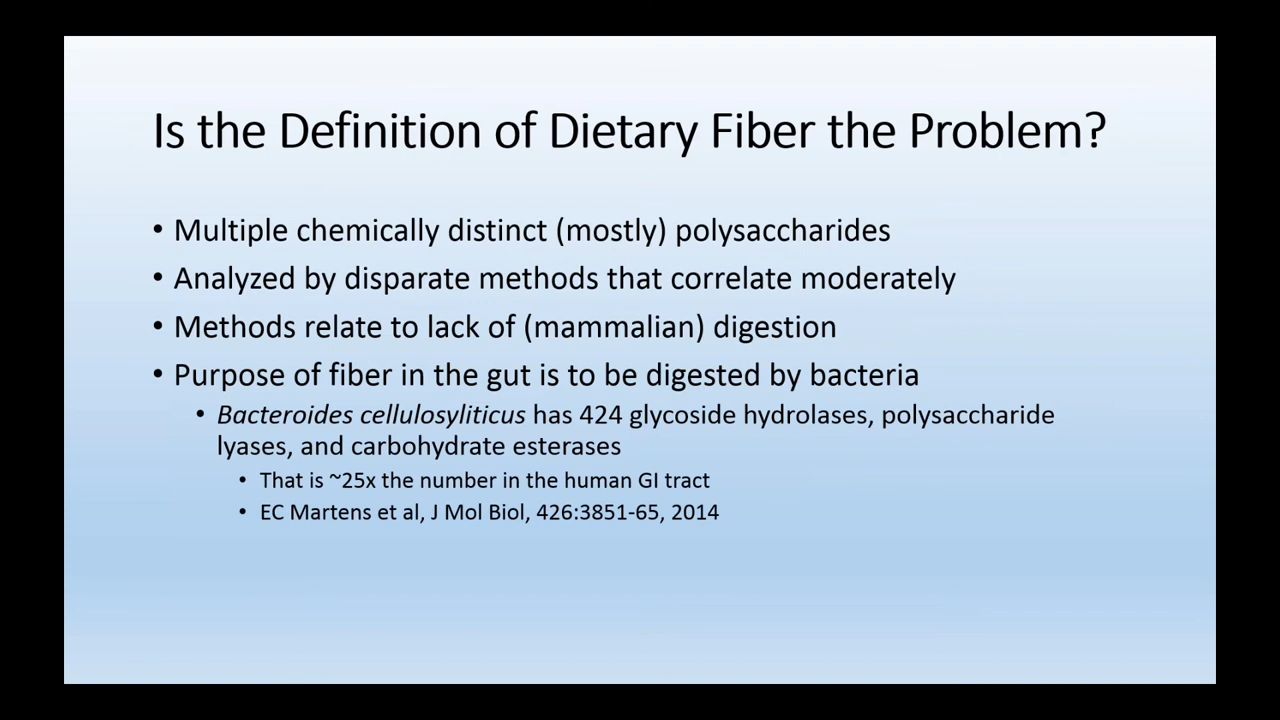 Is the Definition of Dietary Fiber the Problem?
• Multiple chemically distinct (mostly) polysaccharides
• Analyzed by disparate methods that correlate moderately
• Methods relate to lack of (mammalian) digestion
• Purpose of fiber in the gut is to be digested by bacteria
• Bacteroides cellulosyliticus has 424 glycoside hydrolases, polysaccharide
lyases, and carbohydrate esterases
• That is ~25x the number in the human GI tract
• EC Martens et al, J Mol Biol, 426:3851-65, 2014